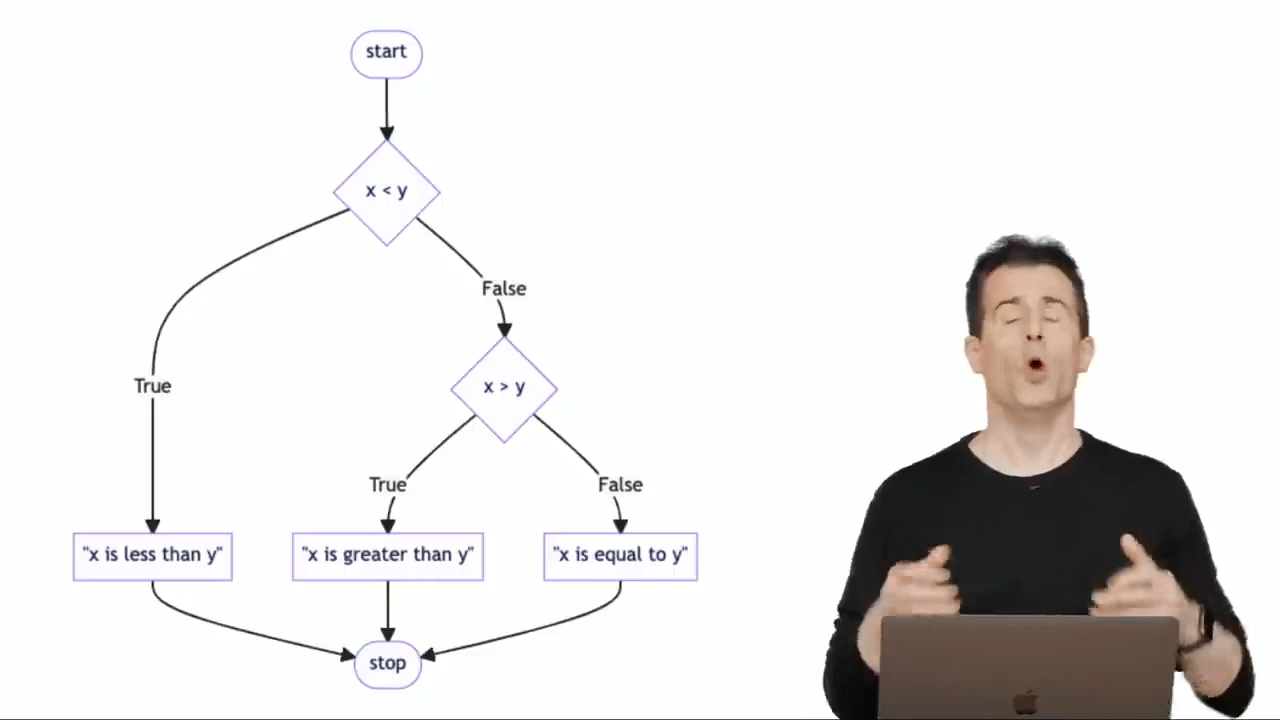 start
x < y
False
True
x > y
True
False
"x is less than y"
"x is greater than y"
"x is equal to y"
stop